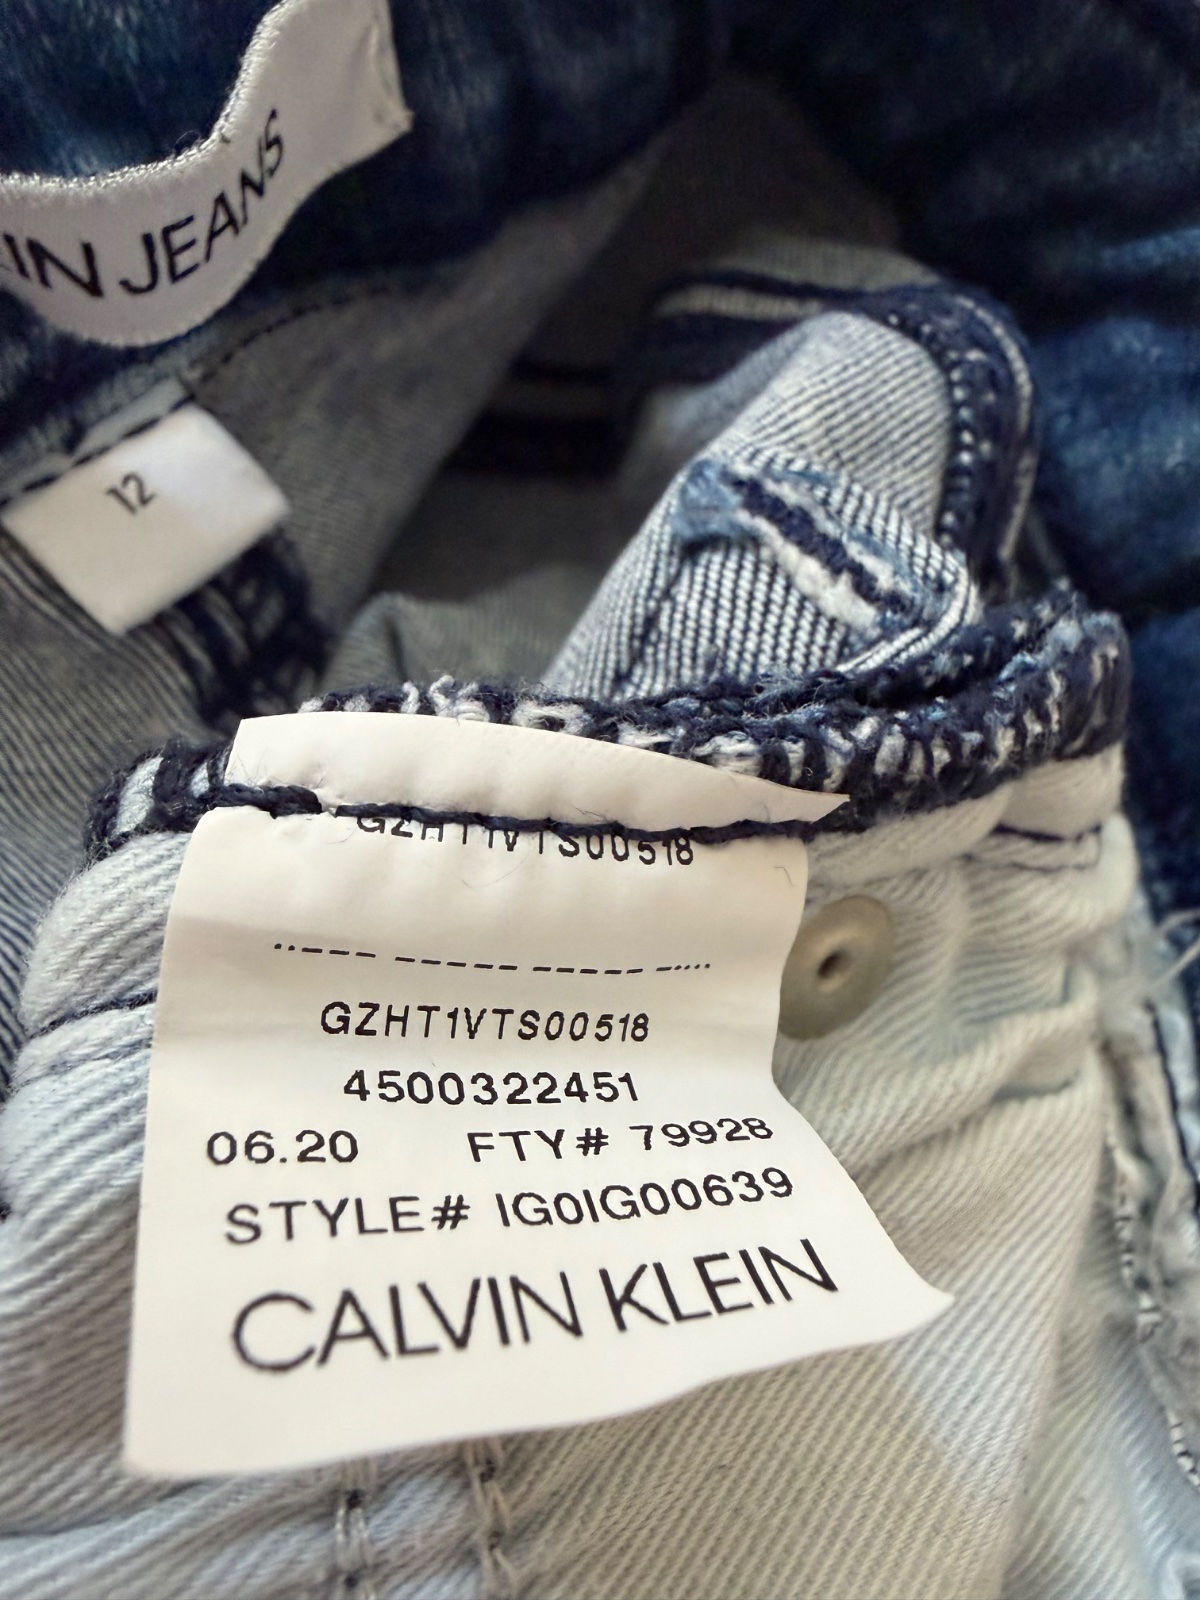 IN JEANS
12
GZHT1VTS00518
GZHT1VTS00518
4500322451
06.20 FTY# 79928
STYLE# IG0IG00639
CALVIN KLEIN